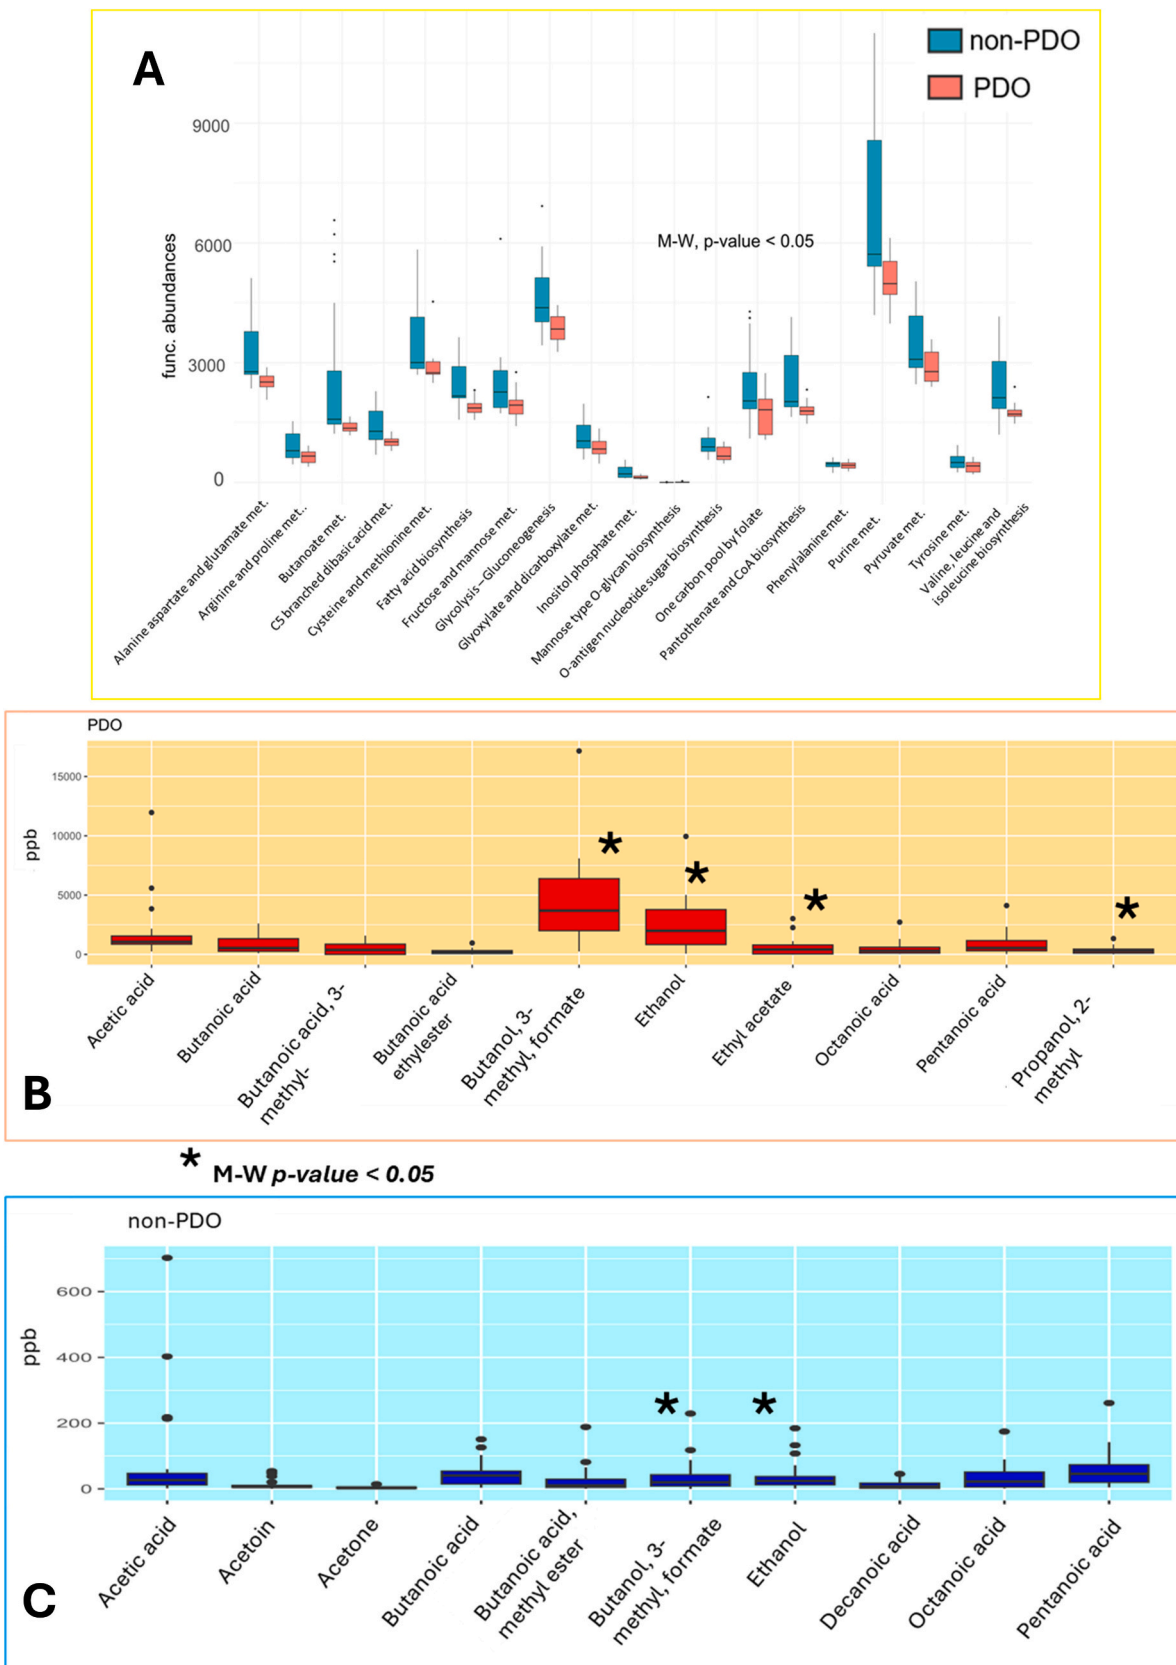 A
non-PDO
PDO
9000
6000
3000
0
func. abundances
M-W, p-value < 0.05
Alanine aspartate and glutamate met.
Arginine and proline met..
Butanoate met.
C5 branched dibasic acid met.
Cysteine and methionine met.
Fatty acid biosynthesis
Fructose and mannose met.
Glycolysis – Gluconeogenesis
Glyoxylate and dicarboxylate met.
Inositol phosphate met.
Mannose type O-glycan biosynthesis
O-antigen nucleotide sugar biosynthesis
One carbon pool by folate
Pantothenate and CoA biosynthesis
Phenylalanine met.
Purine met.
Pyruvate met.
Tyrosine met.
Valine, leucine and
isoleucine biosynthesis
PDO
15000
10000
5000
0
ppb
*
*
*
*
Acetic acid
Butanoic acid
Butanoic acid, 3-
methyl-
Butanoic acid
ethylester
Butanol, 3-
methyl, formate
Ethanol
Ethyl acetate
Octanoic acid
Pentanoic acid
Propanol, 2-
methyl
B
* M-W p-value < 0.05
non-PDO
600
400
200
0
ppb
*
*
Acetic acid
Acetoin
Acetone
Butanoic acid
Butanoic acid,
methyl ester
Butanol, 3-
methyl, formate
Ethanol
Decanoic acid
Octanoic acid
Pentanoic acid
C